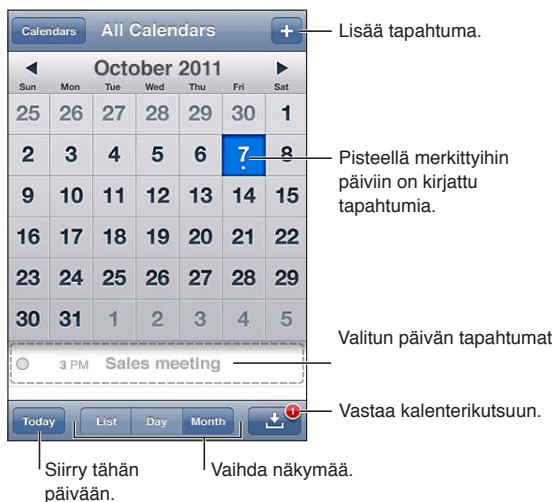 Calendars All Calendars +
Lisää tapahtuma.
October 2011
Sun Mon Tue Wed Thu Fri Sat
25 26 27 28 29 30 1
2 3 4 5 6 7 8
Pisteellä merkittyihin
päiviin on kirjattu
tapahtumia.
9 10 11 12 13 14 15
16 17 18 19 20 21 22
23 24 25 26 27 28 29
30 31 1 2 3 4 5
Valitun päivän tapahtumat
3 PM Sales meeting
Today List Day Month 1
Vastaa kalenterikutsuun.
Siirry tähän
päivään.
Vaihda näkymää.